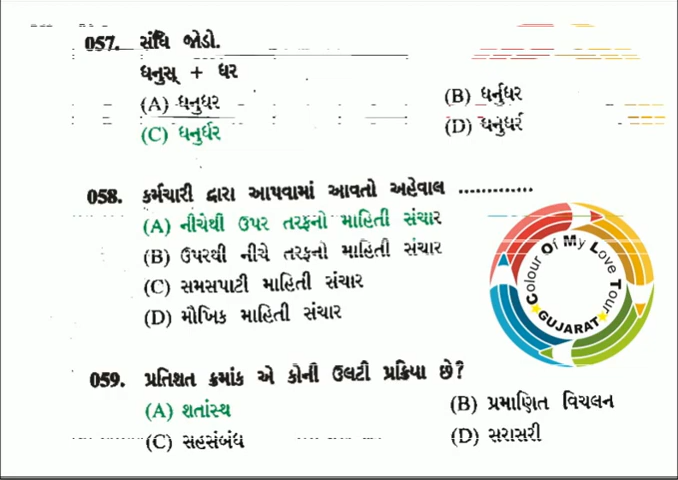 057. સંધિ જોડો.
ધનુસ્ + ધર
(A) ધનુધર (B) ધર્નુધર
(C) ધનુર્ધર (D) ધનુધર્ર
058. કર્મચારી દ્વારા આપવામાં આવતો અહેવાલ .............
(A) નીચેથી ઉપર તરફનો માહિતી સંચાર
(B) ઉપરથી નીચે તરફનો માહિતી સંચાર
(C) સમસપાટી માહિતી સંચાર
(D) મૌખિક માહિતી સંચાર
Colour Of My Love Tour
GUJARAT
059. પ્રતિશત ક્રમાંક એ કોની ઉલટી પ્રક્રિયા છે?
(A) શતાંસ્થ (B) પ્રમાણિત વિચલન
(C) સહસંબંધ (D) સરાસરી